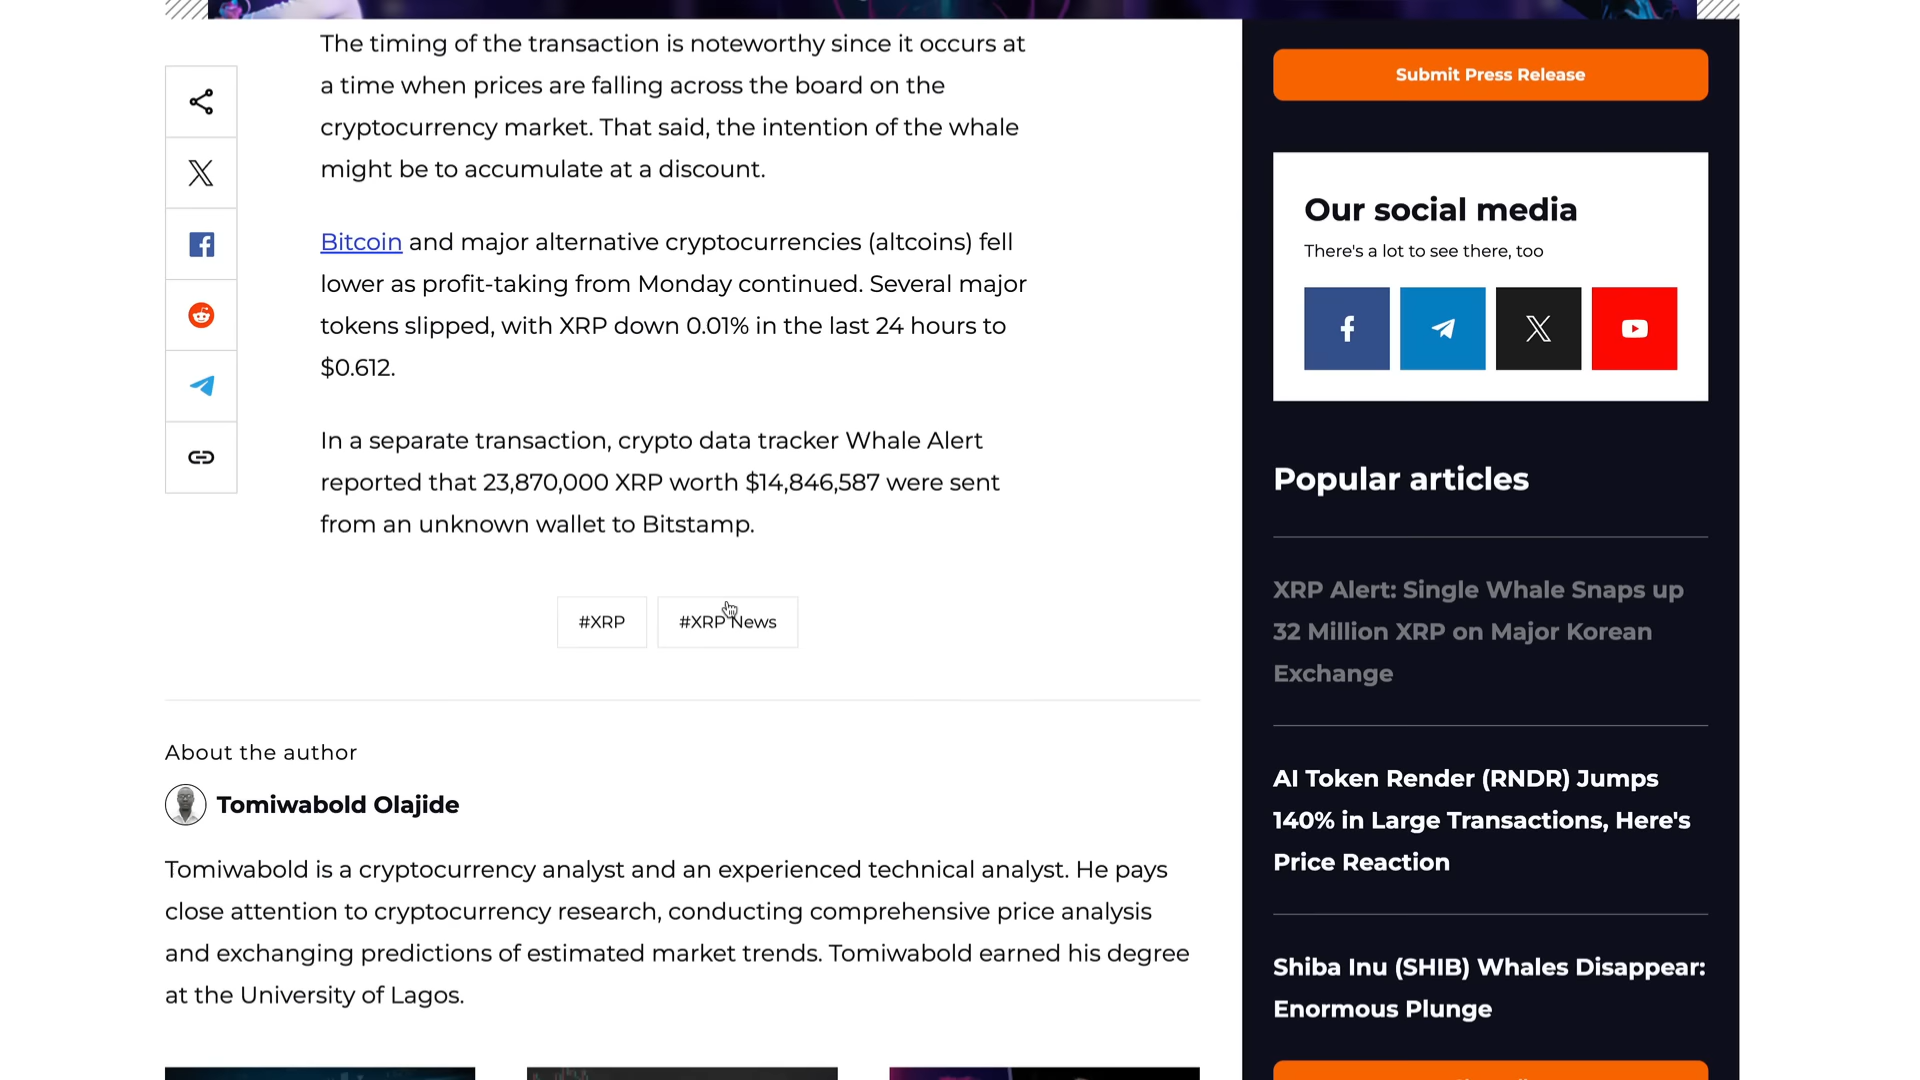 The timing of the transaction is noteworthy since it occurs at
a time when prices are falling across the board on the
cryptocurrency market. That said, the intention of the whale
might be to accumulate at a discount.
Bitcoin and major alternative cryptocurrencies (altcoins) fell
lower as profit-taking from Monday continued. Several major
tokens slipped, with XRP down 0.01% in the last 24 hours to
$0.612.
In a separate transaction, crypto data tracker Whale Alert
reported that 23,870,000 XRP worth $14,846,587 were sent
from an unknown wallet to Bitstamp.
#XRP
#XRP News
About the author
Tomiwabold Olajide
Tomiwabold is a cryptocurrency analyst and an experienced technical analyst. He pays
close attention to cryptocurrency research, conducting comprehensive price analysis
and exchanging predictions of estimated market trends. Tomiwabold earned his degree
at the University of Lagos.
Submit Press Release
Our social media
There's a lot to see there, too
Popular articles
XRP Alert: Single Whale Snaps up
32 Million XRP on Major Korean
Exchange
AI Token Render (RNDR) Jumps
140% in Large Transactions, Here's
Price Reaction
Shiba Inu (SHIB) Whales Disappear:
Enormous Plunge